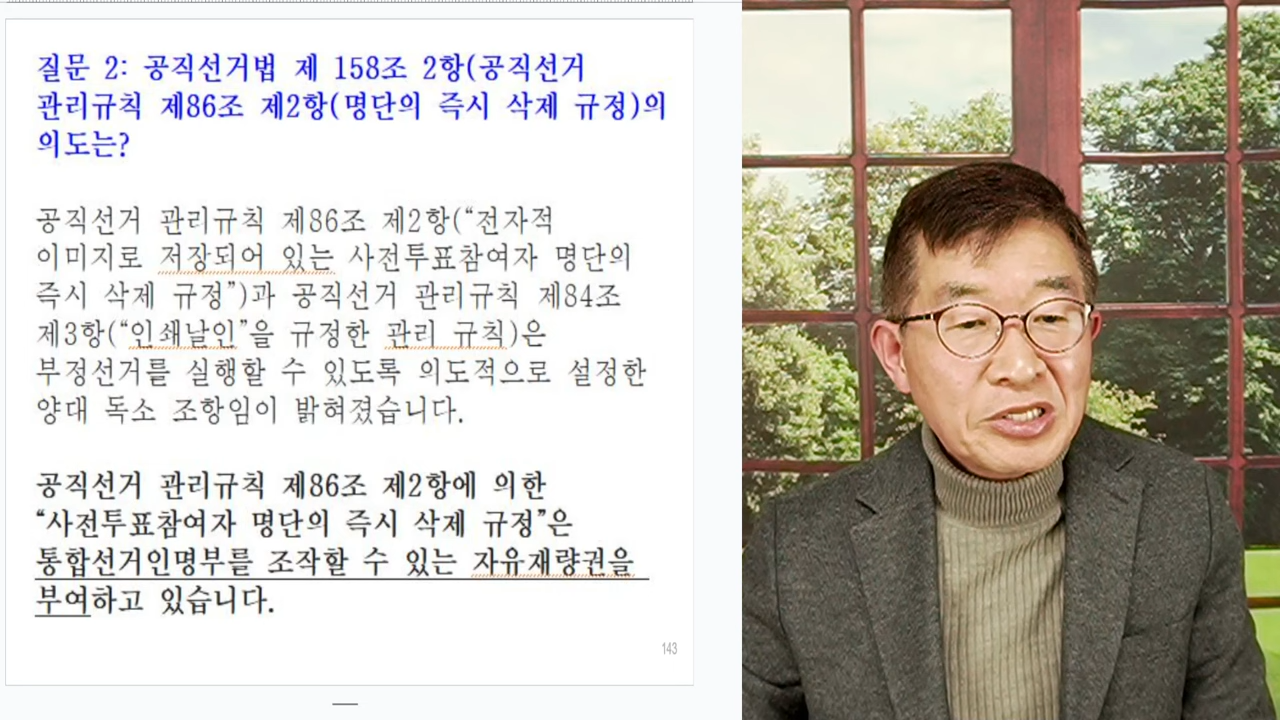 질문 2: 공직선거법 제 158조 2항(공직선거
관리규칙 제86조 제2항(명단의 즉시 삭제 규정)의
의도는?
공직선거 관리규칙 제86조 제2항(“전자적
이미지로 저장되어 있는 사전투표참여자 명단의
즉시 삭제 규정”)과 공직선거 관리규칙 제84조
제3항(“인쇄날인”을 규정한 관리 규칙)은
부정선거를 실행할 수 있도록 의도적으로 설정한
양대 독소 조항임이 밝혀졌습니다.
공직선거 관리규칙 제86조 제2항에 의한
“사전투표참여자 명단의 즉시 삭제 규정”은
통합선거인명부를 조작할 수 있는 자유재량권을
부여하고 있습니다.
143